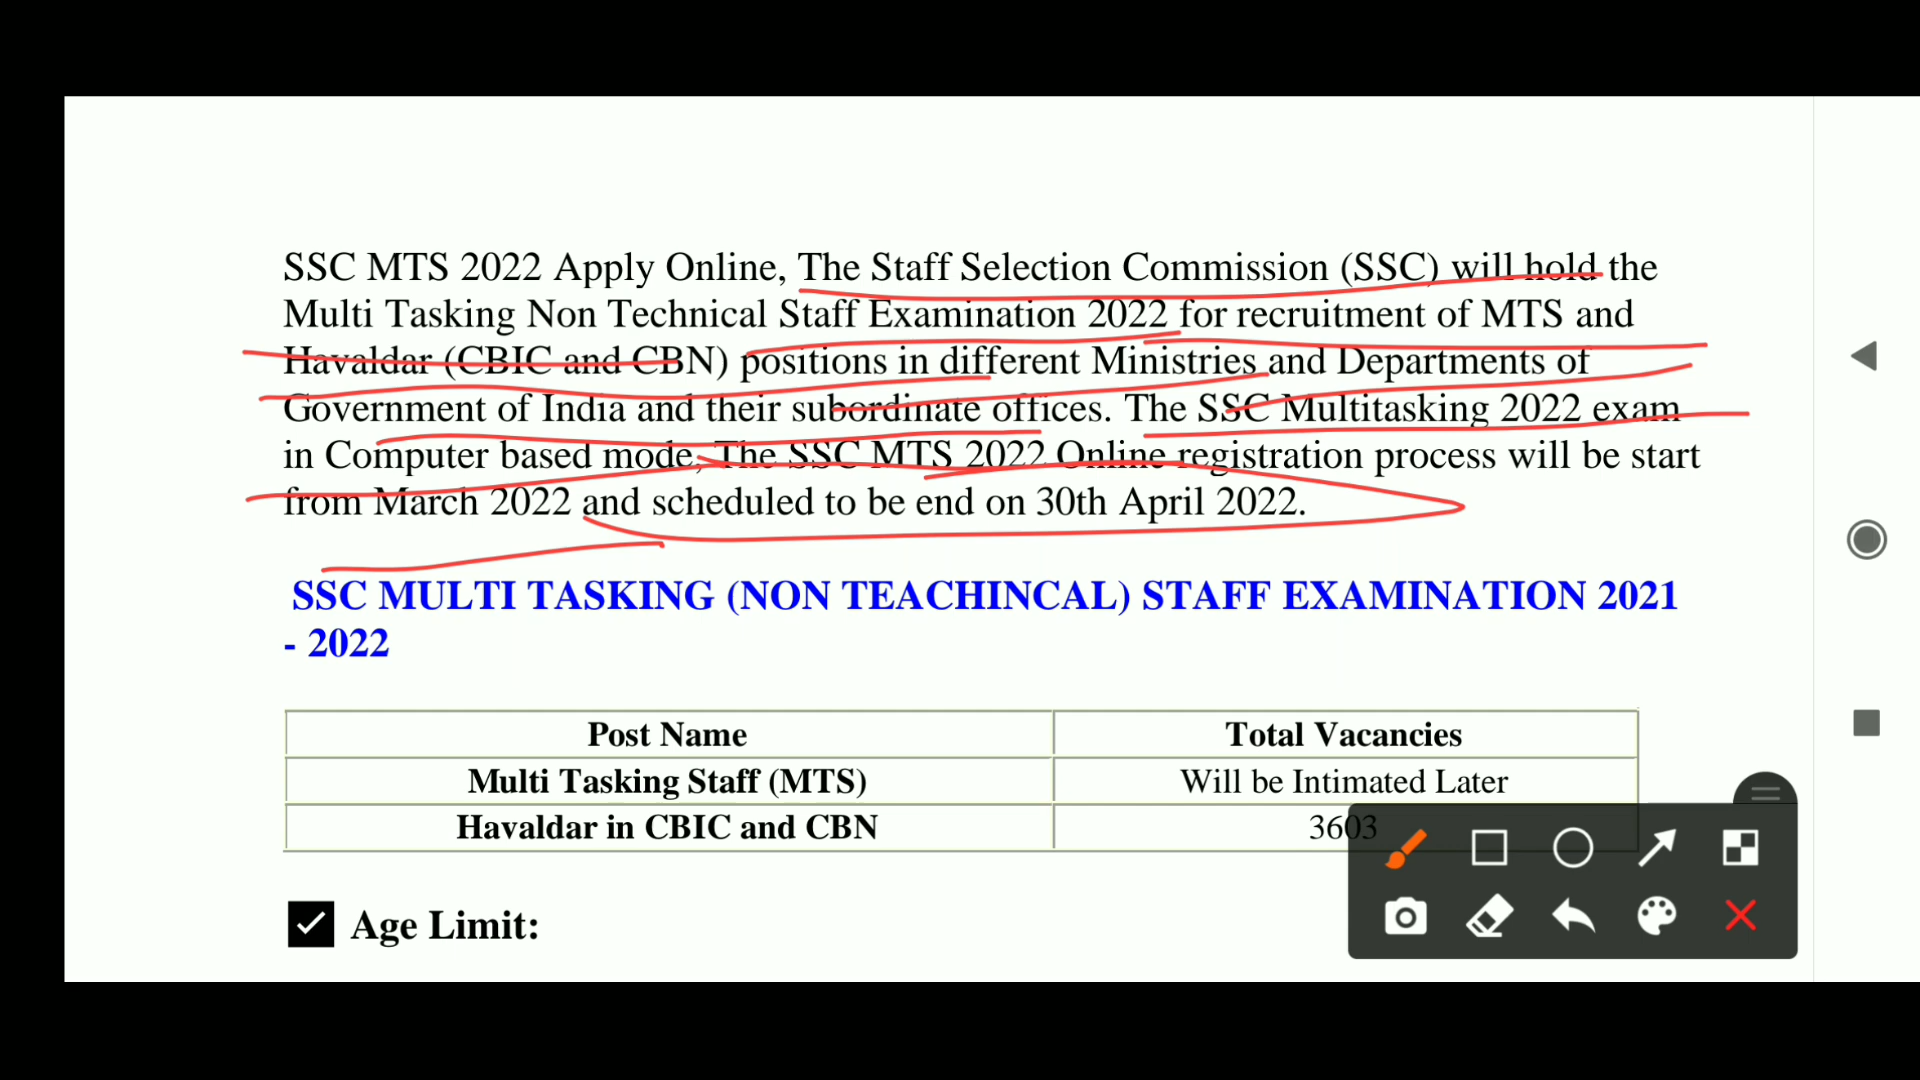 SSC MTS 2022 Apply Online, The Staff Selection Commission (SSC) will hold the
Multi Tasking Non Technical Staff Examination 2022 for recruitment of MTS and
Havaldar (CBIC and CBN) positions in different Ministries and Departments of
Government of India and their subordinate offices. The SSC Multitasking 2022 exam
in Computer based mode, The SSC MTS 2022 Online registration process will be start
from March 2022 and scheduled to be end on 30th April 2022.
SSC MULTI TASKING (NON TEACHINCAL) STAFF EXAMINATION 2021
- 2022
Post Name Total Vacancies
Multi Tasking Staff (MTS) Will be Intimated Later
Havaldar in CBIC and CBN 3603
Age Limit: